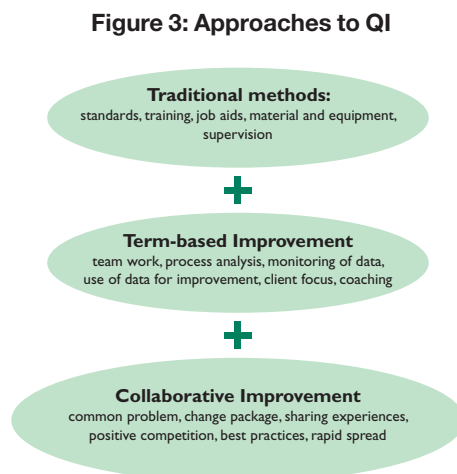 Figure 3: Approaches to QI
Traditional methods:
standards, training, job aids, material and equipment,
supervision
+
Term-based Improvement
team work, process analysis, monitoring of data,
use of data for improvement, client focus, coaching
+
Collaborative Improvement
common problem, change package, sharing experiences,
positive competition, best practices, rapid spread